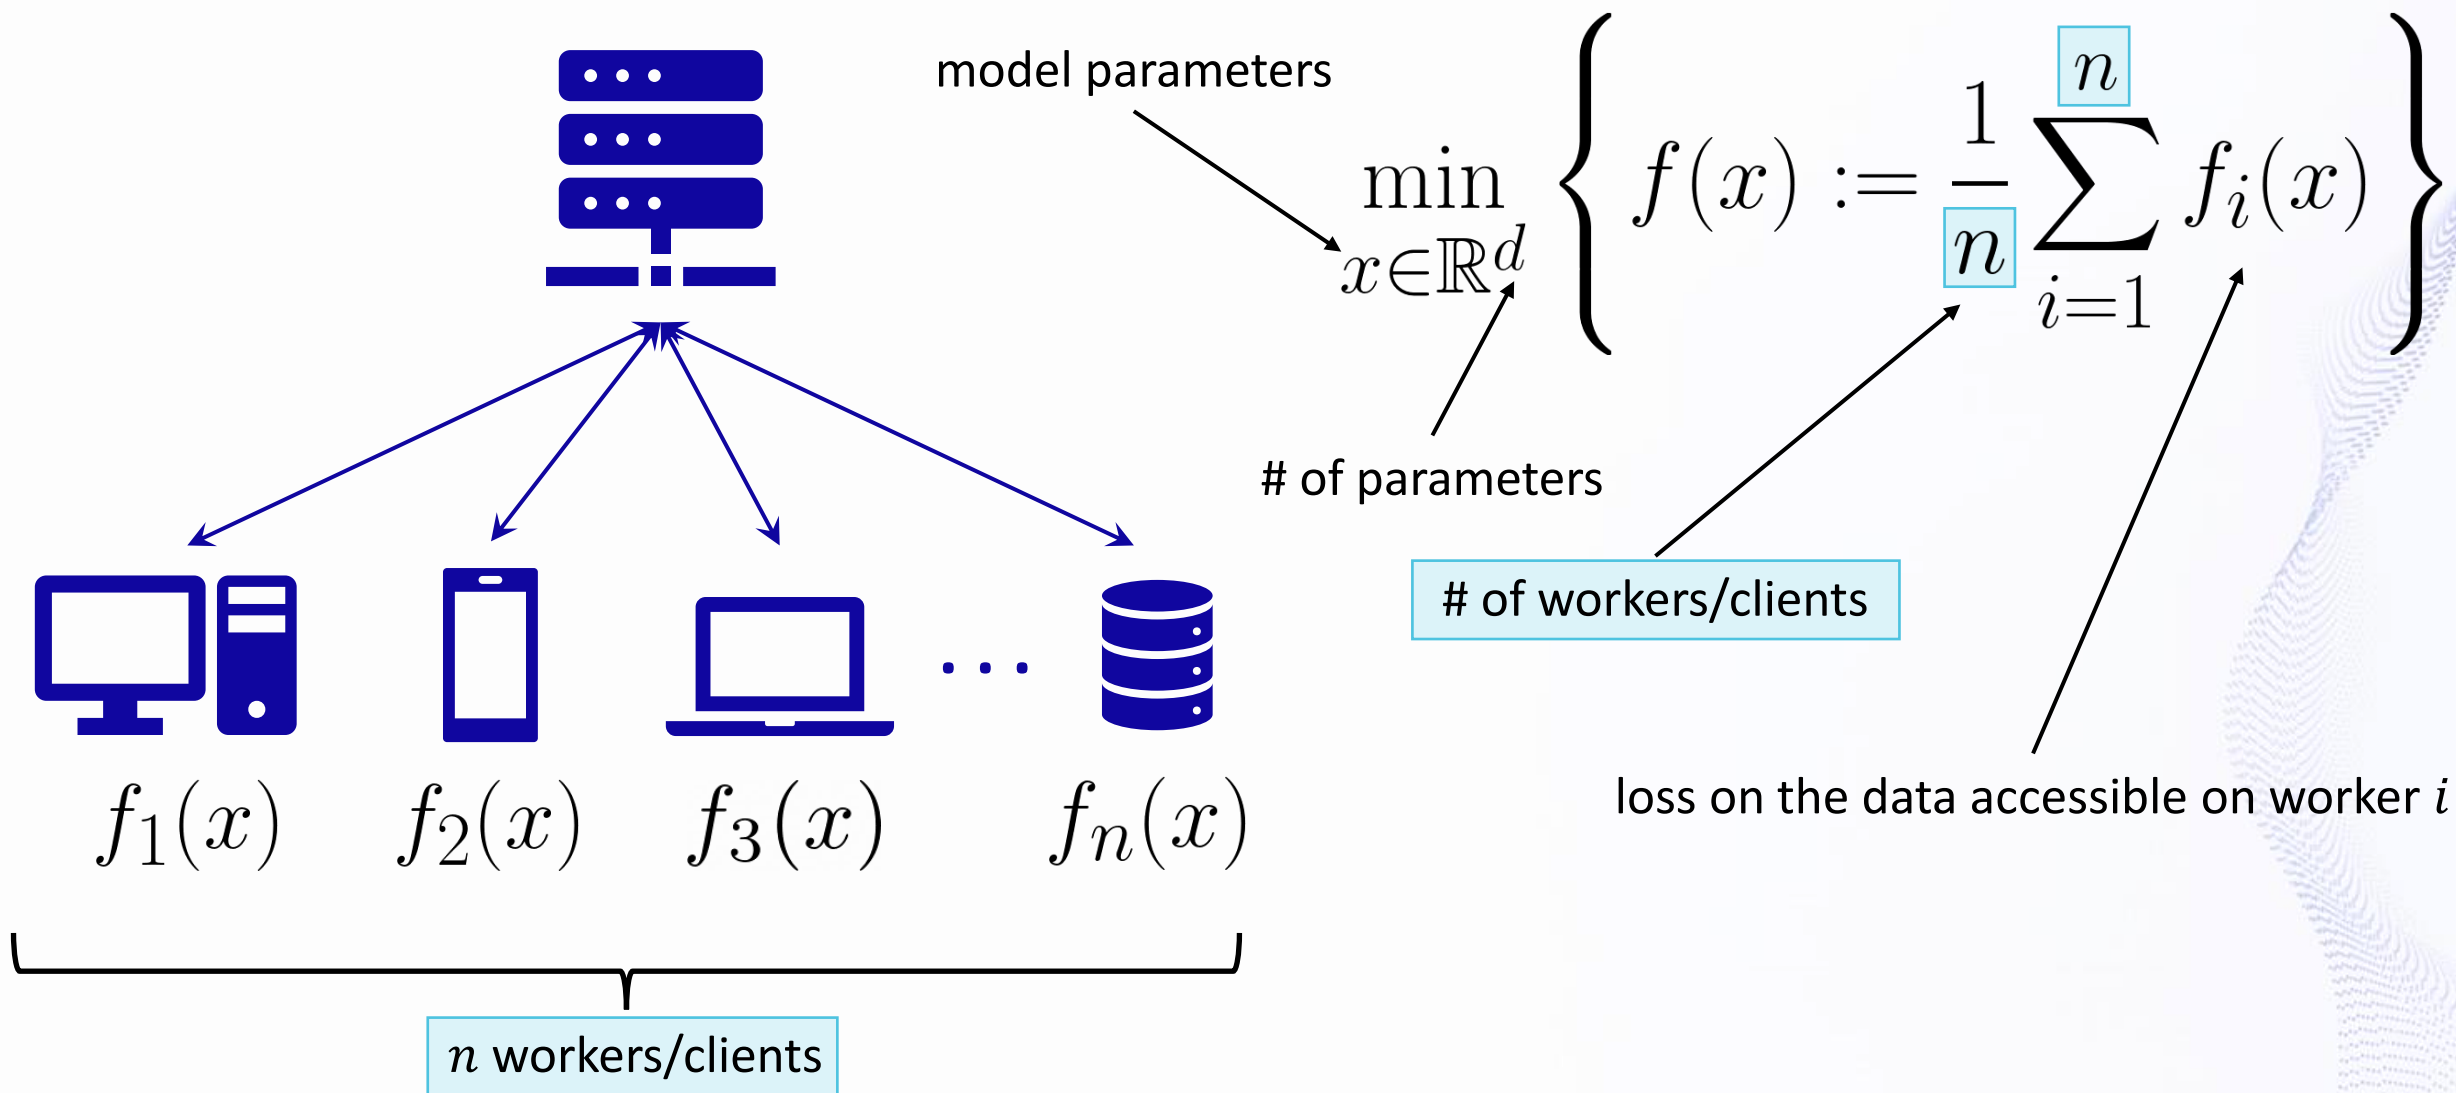 model parameters
min x∈ℝ^d { f(x) := 1/n ∑_{i=1}^{n} f_i(x) }
# of parameters
# of workers/clients
loss on the data accessible on worker i
f_1(x) f_2(x) f_3(x) ... f_n(x)
n workers/clients